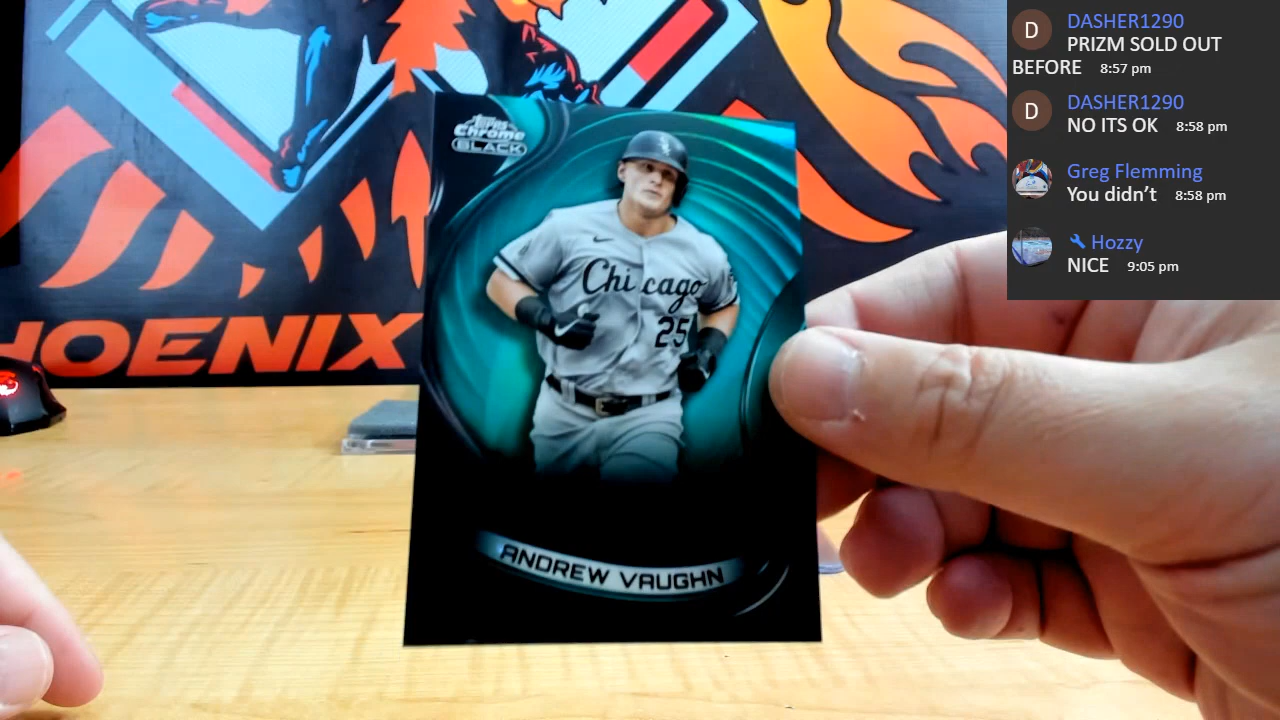 DASHER1290
D
PRIZM SOLD OUT
BEFORE 8:57 pm
DASHER1290
D
NO ITS OK 8:58 pm
Greg Flemming
You didn’t 8:58 pm
Hozzy
NICE 9:05 pm
Topps
Chrome
BLACK
Chicago
25
HOENIX
ANDREW VAUGHN